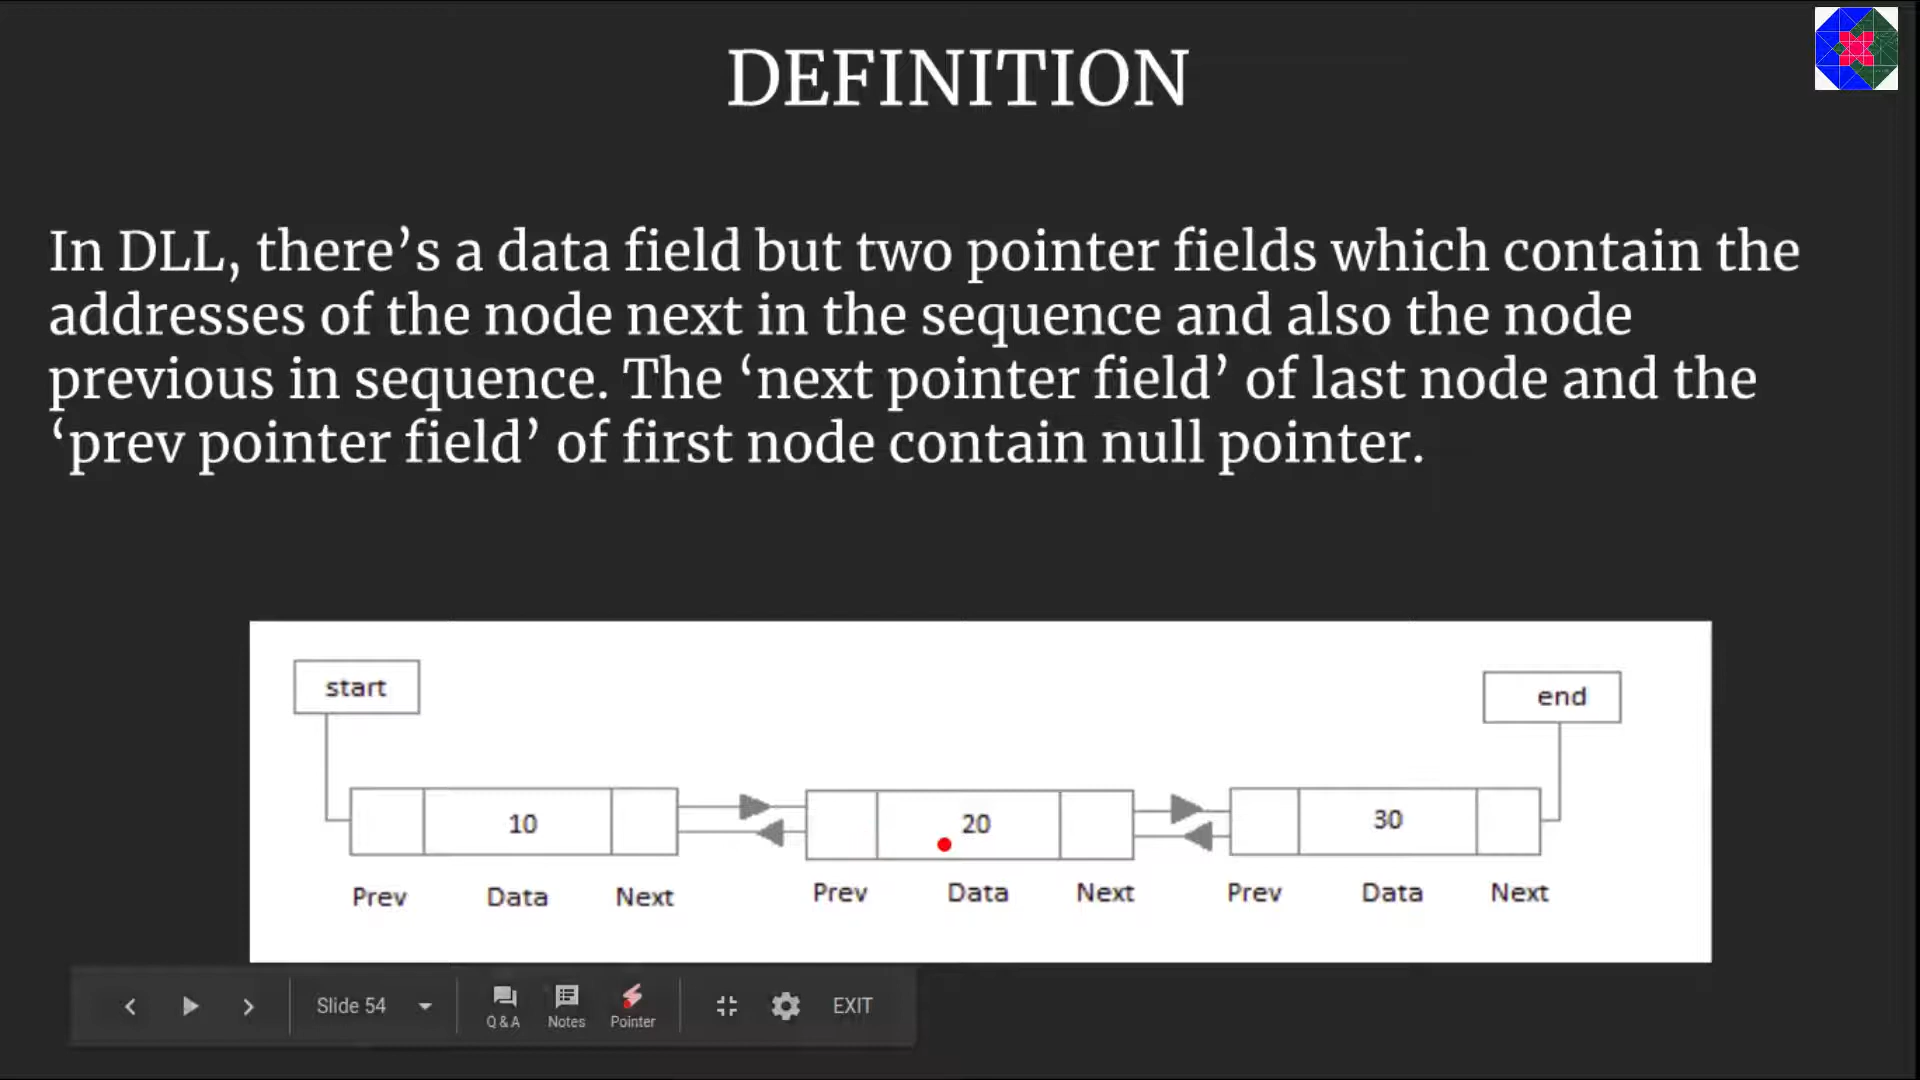 DEFINITION
In DLL, there’s a data field but two pointer fields which contain the
addresses of the node next in the sequence and also the node
previous in sequence. The ‘next pointer field’ of last node and the
‘prev pointer field’ of first node contain null pointer.
start
end
10
20
30
Prev Data Next Prev Data Next Prev Data Next
Slide 54
Q & A Notes Pointer
EXIT